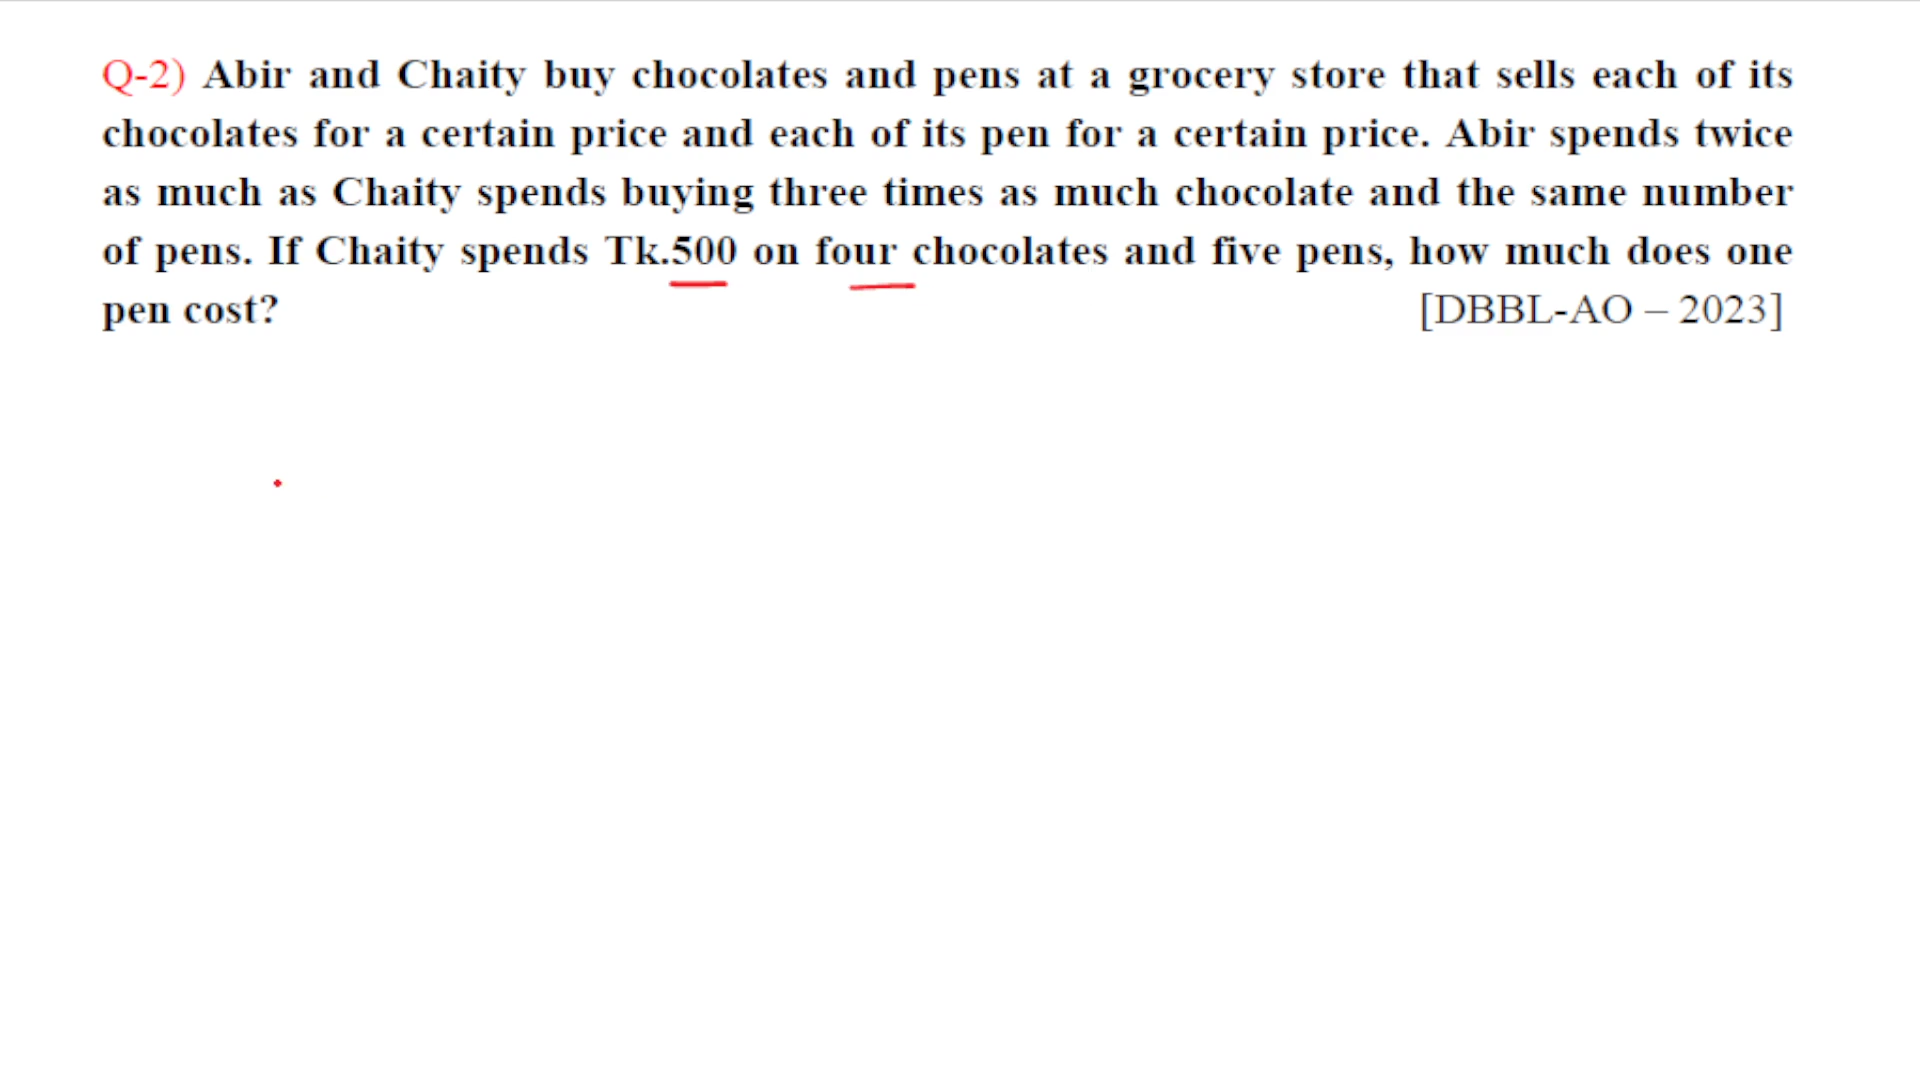 Q-2) Abir and Chaity buy chocolates and pens at a grocery store that sells each of its
chocolates for a certain price and each of its pen for a certain price. Abir spends twice
as much as Chaity spends buying three times as much chocolate and the same number
of pens. If Chaity spends Tk.500 on four chocolates and five pens, how much does one
pen cost? [DBBL-AO – 2023]